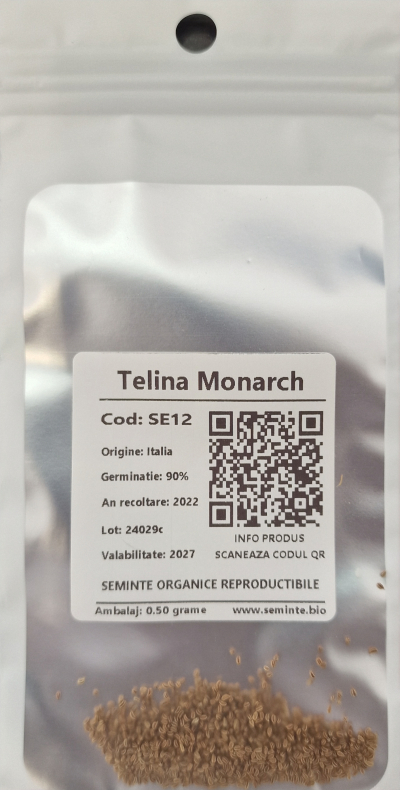 Telina Monarch
Cod: SE12
Origine: Italia
Germinatie: 90%
An recoltare: 2022
Lot: 24029c
Valabilitate: 2027
INFO PRODUS
SCANEAZA CODUL QR
SEMINTE ORGANICE REPRODUCTIBILE
Ambalaj: 0.50 grame www.seminte.bio